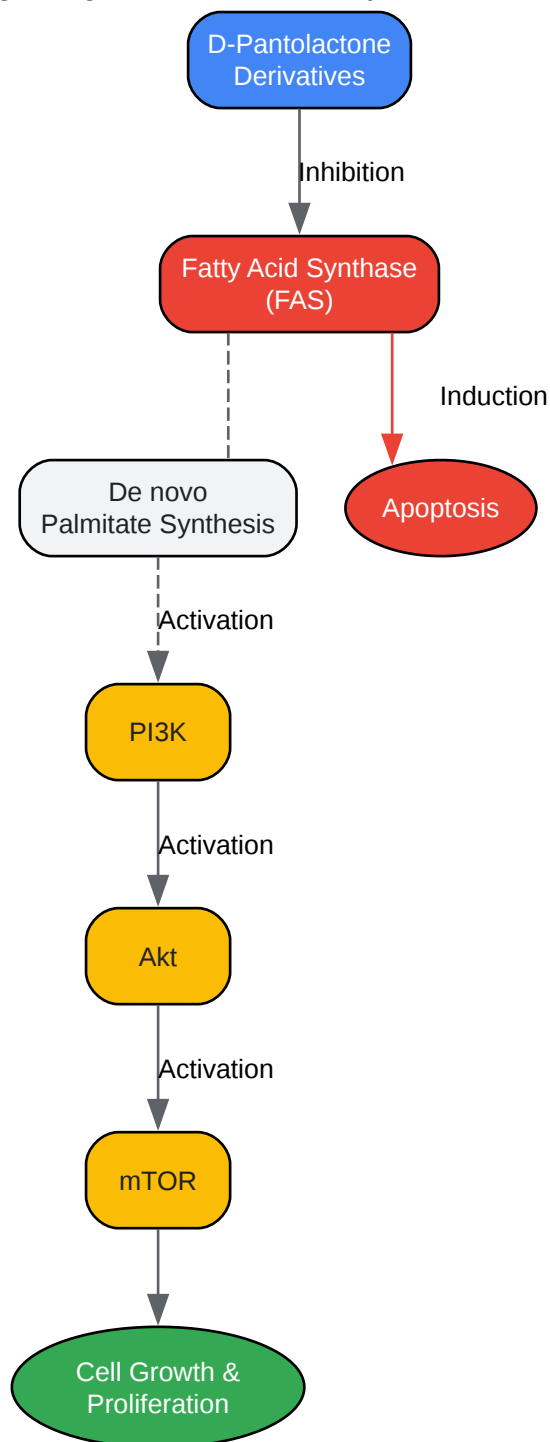 D-Pantolactone
Derivatives
Inhibition
Fatty Acid Synthase
(FAS)
Induction
De novo
Palmitate Synthesis
Apoptosis
Activation
PI3K
Activation
Akt
Activation
mTOR
Cell Growth &
Proliferation